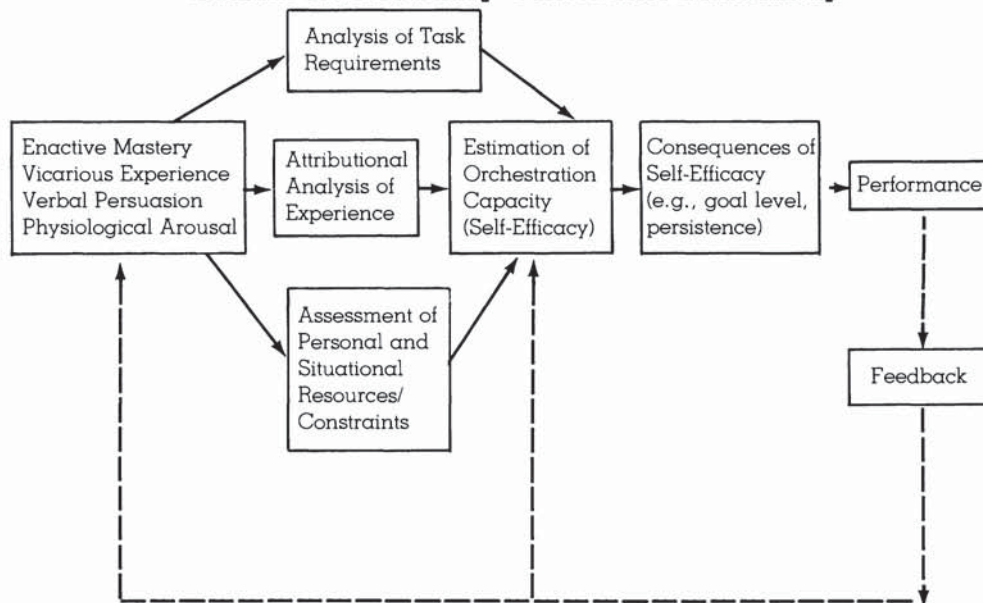 Analysis of Task
Requirements
Enactive Mastery
Vicarious Experience
Verbal Persuasion
Physiological Arousal
Attributional
Analysis of
Experience
Estimation of
Orchestration
Capacity
(Self-Efficacy)
Consequences of
Self-Efficacy
(e.g., goal level,
persistence)
Performance
Assessment of
Personal and
Situational
Resources/
Constraints
Feedback